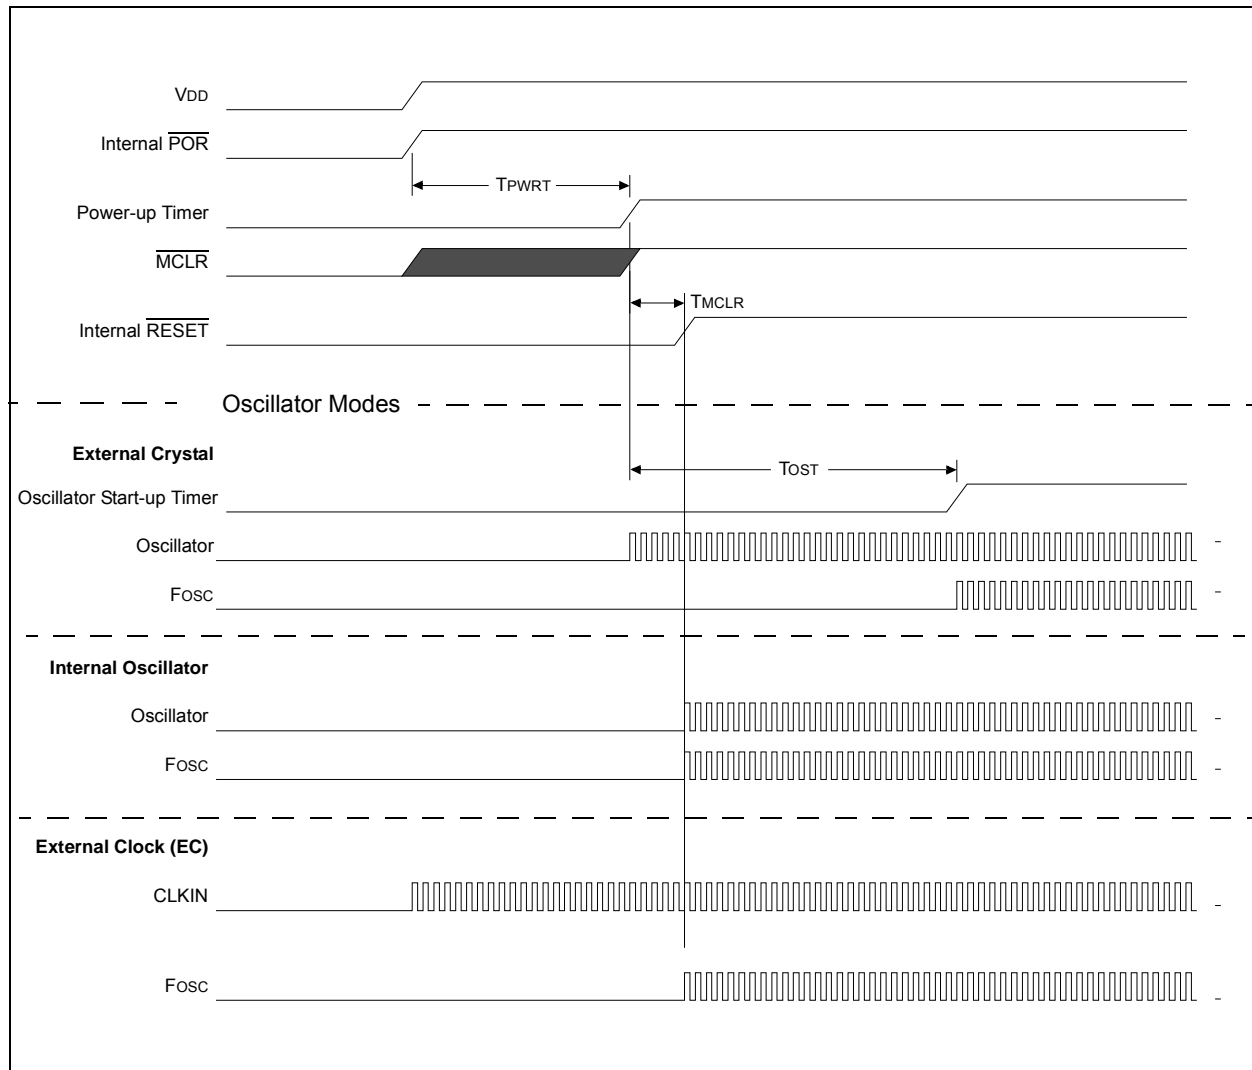 VDD
Internal POR
TPWRT
Power-up Timer
MCLR
TMCLR
Internal RESET
Oscillator Modes
External Crystal
TOST
Oscillator Start-up Timer
Oscillator
FOSC
Internal Oscillator
Oscillator
FOSC
External Clock (EC)
CLKIN
FOSC